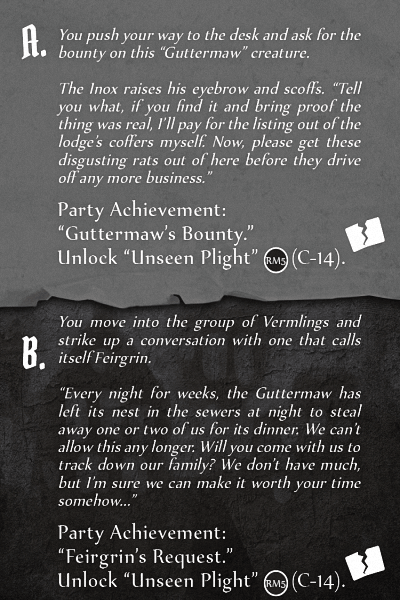 A. You push your way to the desk and ask for the
bounty on this “Guttermaw” creature.
The Inox raises his eyebrow and scoffs. “Tell
you what, if you find it and bring proof the
thing was real, I’ll pay for the listing out of the
lodge’s coffers myself. Now, please get these
disgusting rats out of here before they drive
off any more business.”
Party Achievement:
“Guttermaw’s Bounty.”
Unlock “Unseen Plight” RM5 (C-14).
You move into the group of Vermlings and
B. strike up a conversation with one that calls
itself Feirgrin.
“Every night for weeks, the Guttermaw has
left its nest in the sewers at night to steal
away one or two of us for its dinner. We can’t
allow this any longer. Will you come with us to
track down our family? We don’t have much,
but I’m sure we can make it worth your time
somehow...”
Party Achievement:
“Feirgrin’s Request.”
Unlock “Unseen Plight” RM5 (C-14).